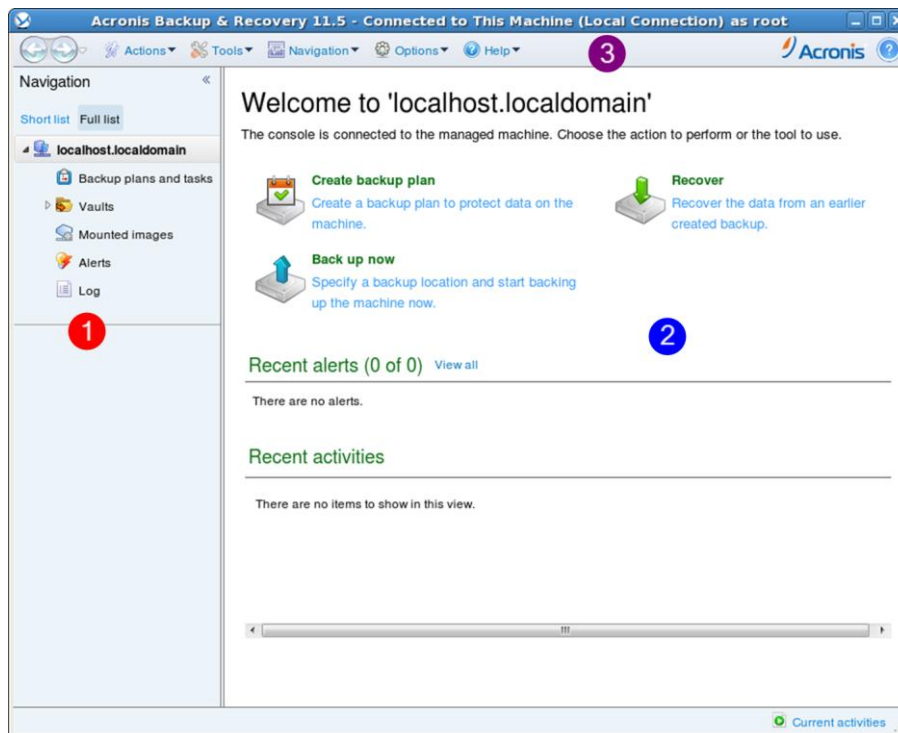 Acronis Backup & Recovery 11.5 - Connected to This Machine (Local Connection) as root
Actions Tools Navigation Options Help 3 Acronis ?
Navigation «
Short list Full list
localhost.localdomain
Backup plans and tasks
Vaults
Mounted images
Alerts
Log
1
Welcome to 'localhost.localdomain'
The console is connected to the managed machine. Choose the action to perform or the tool to use.
Create backup plan
Create a backup plan to protect data on the
machine.
Recover
Recover the data from an earlier
created backup.
Back up now
Specify a backup location and start backing
up the machine now.
2
Recent alerts (0 of 0) View all
There are no alerts.
Recent activities
There are no items to show in this view.
Current activities